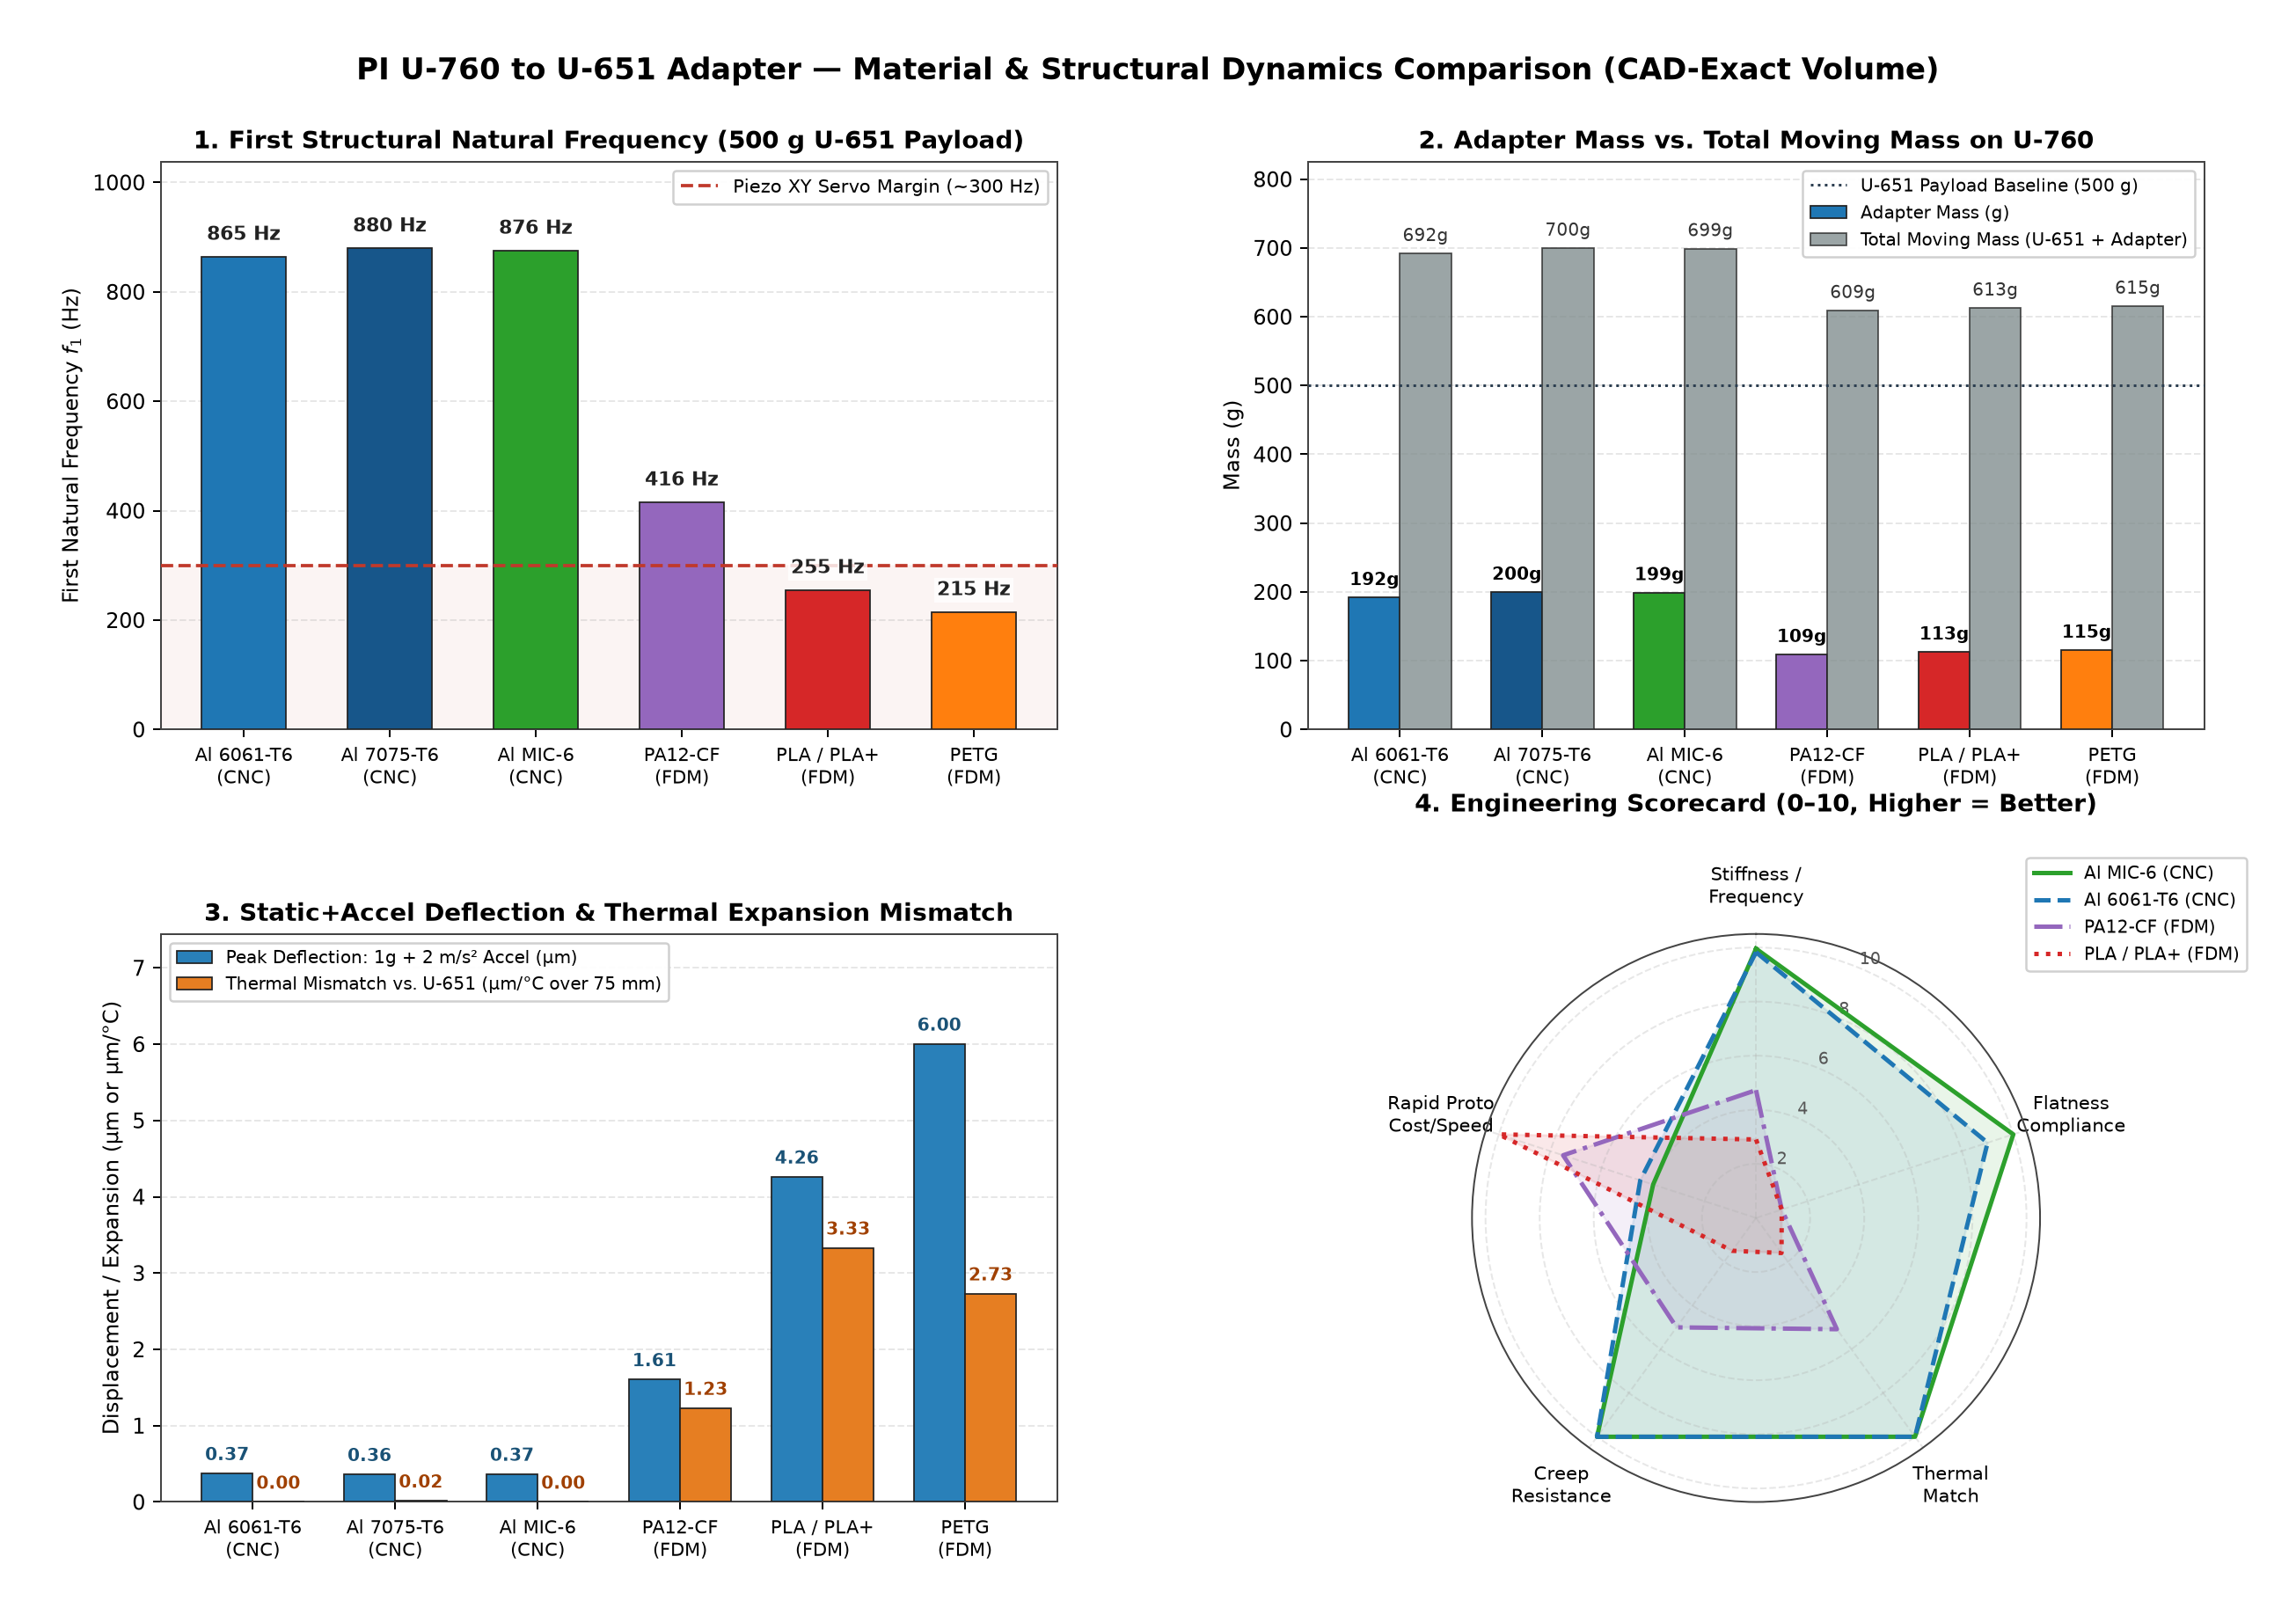 PI U-760 to U-651 Adapter — Material & Structural Dynamics Comparison (CAD-Exact Volume)
1. First Structural Natural Frequency (500 g U-651 Payload)
First Natural Frequency f₁ (Hz)
1000
800
600
400
200
0
Piezo XY Servo Margin (~300 Hz)
865 Hz
880 Hz
876 Hz
416 Hz
255 Hz
215 Hz
Al 6061-T6
(CNC)
Al 7075-T6
(CNC)
Al MIC-6
(CNC)
PA12-CF
(FDM)
PLA / PLA+
(FDM)
PETG
(FDM)
2. Adapter Mass vs. Total Moving Mass on U-760
Mass (g)
800
700
600
500
400
300
200
100
0
U-651 Payload Baseline (500 g)
Adapter Mass (g)
Total Moving Mass (U-651 + Adapter)
192g
692g
200g
700g
199g
699g
109g
609g
113g
613g
115g
615g
Al 6061-T6
(CNC)
Al 7075-T6
(CNC)
Al MIC-6
(CNC)
PA12-CF
(FDM)
PLA / PLA+
(FDM)
PETG
(FDM)
3. Static+Accel Deflection & Thermal Expansion Mismatch
Displacement / Expansion (µm or µm/°C)
7
6
5
4
3
2
1
0
Peak Deflection: 1g + 2 m/s² Accel (µm)
Thermal Mismatch vs. U-651 (µm/°C over 75 mm)
0.37
0.00
0.36
0.02
0.37
0.00
1.61
1.23
4.26
3.33
6.00
2.73
Al 6061-T6
(CNC)
Al 7075-T6
(CNC)
Al MIC-6
(CNC)
PA12-CF
(FDM)
PLA / PLA+
(FDM)
PETG
(FDM)
4. Engineering Scorecard (0–10, Higher = Better)
Al MIC-6 (CNC)
Al 6061-T6 (CNC)
PA12-CF (FDM)
PLA / PLA+ (FDM)
Stiffness /
Frequency
Flatness
Compliance
Thermal
Match
Creep
Resistance
Rapid Proto
Cost/Speed
10
8
6
4
2